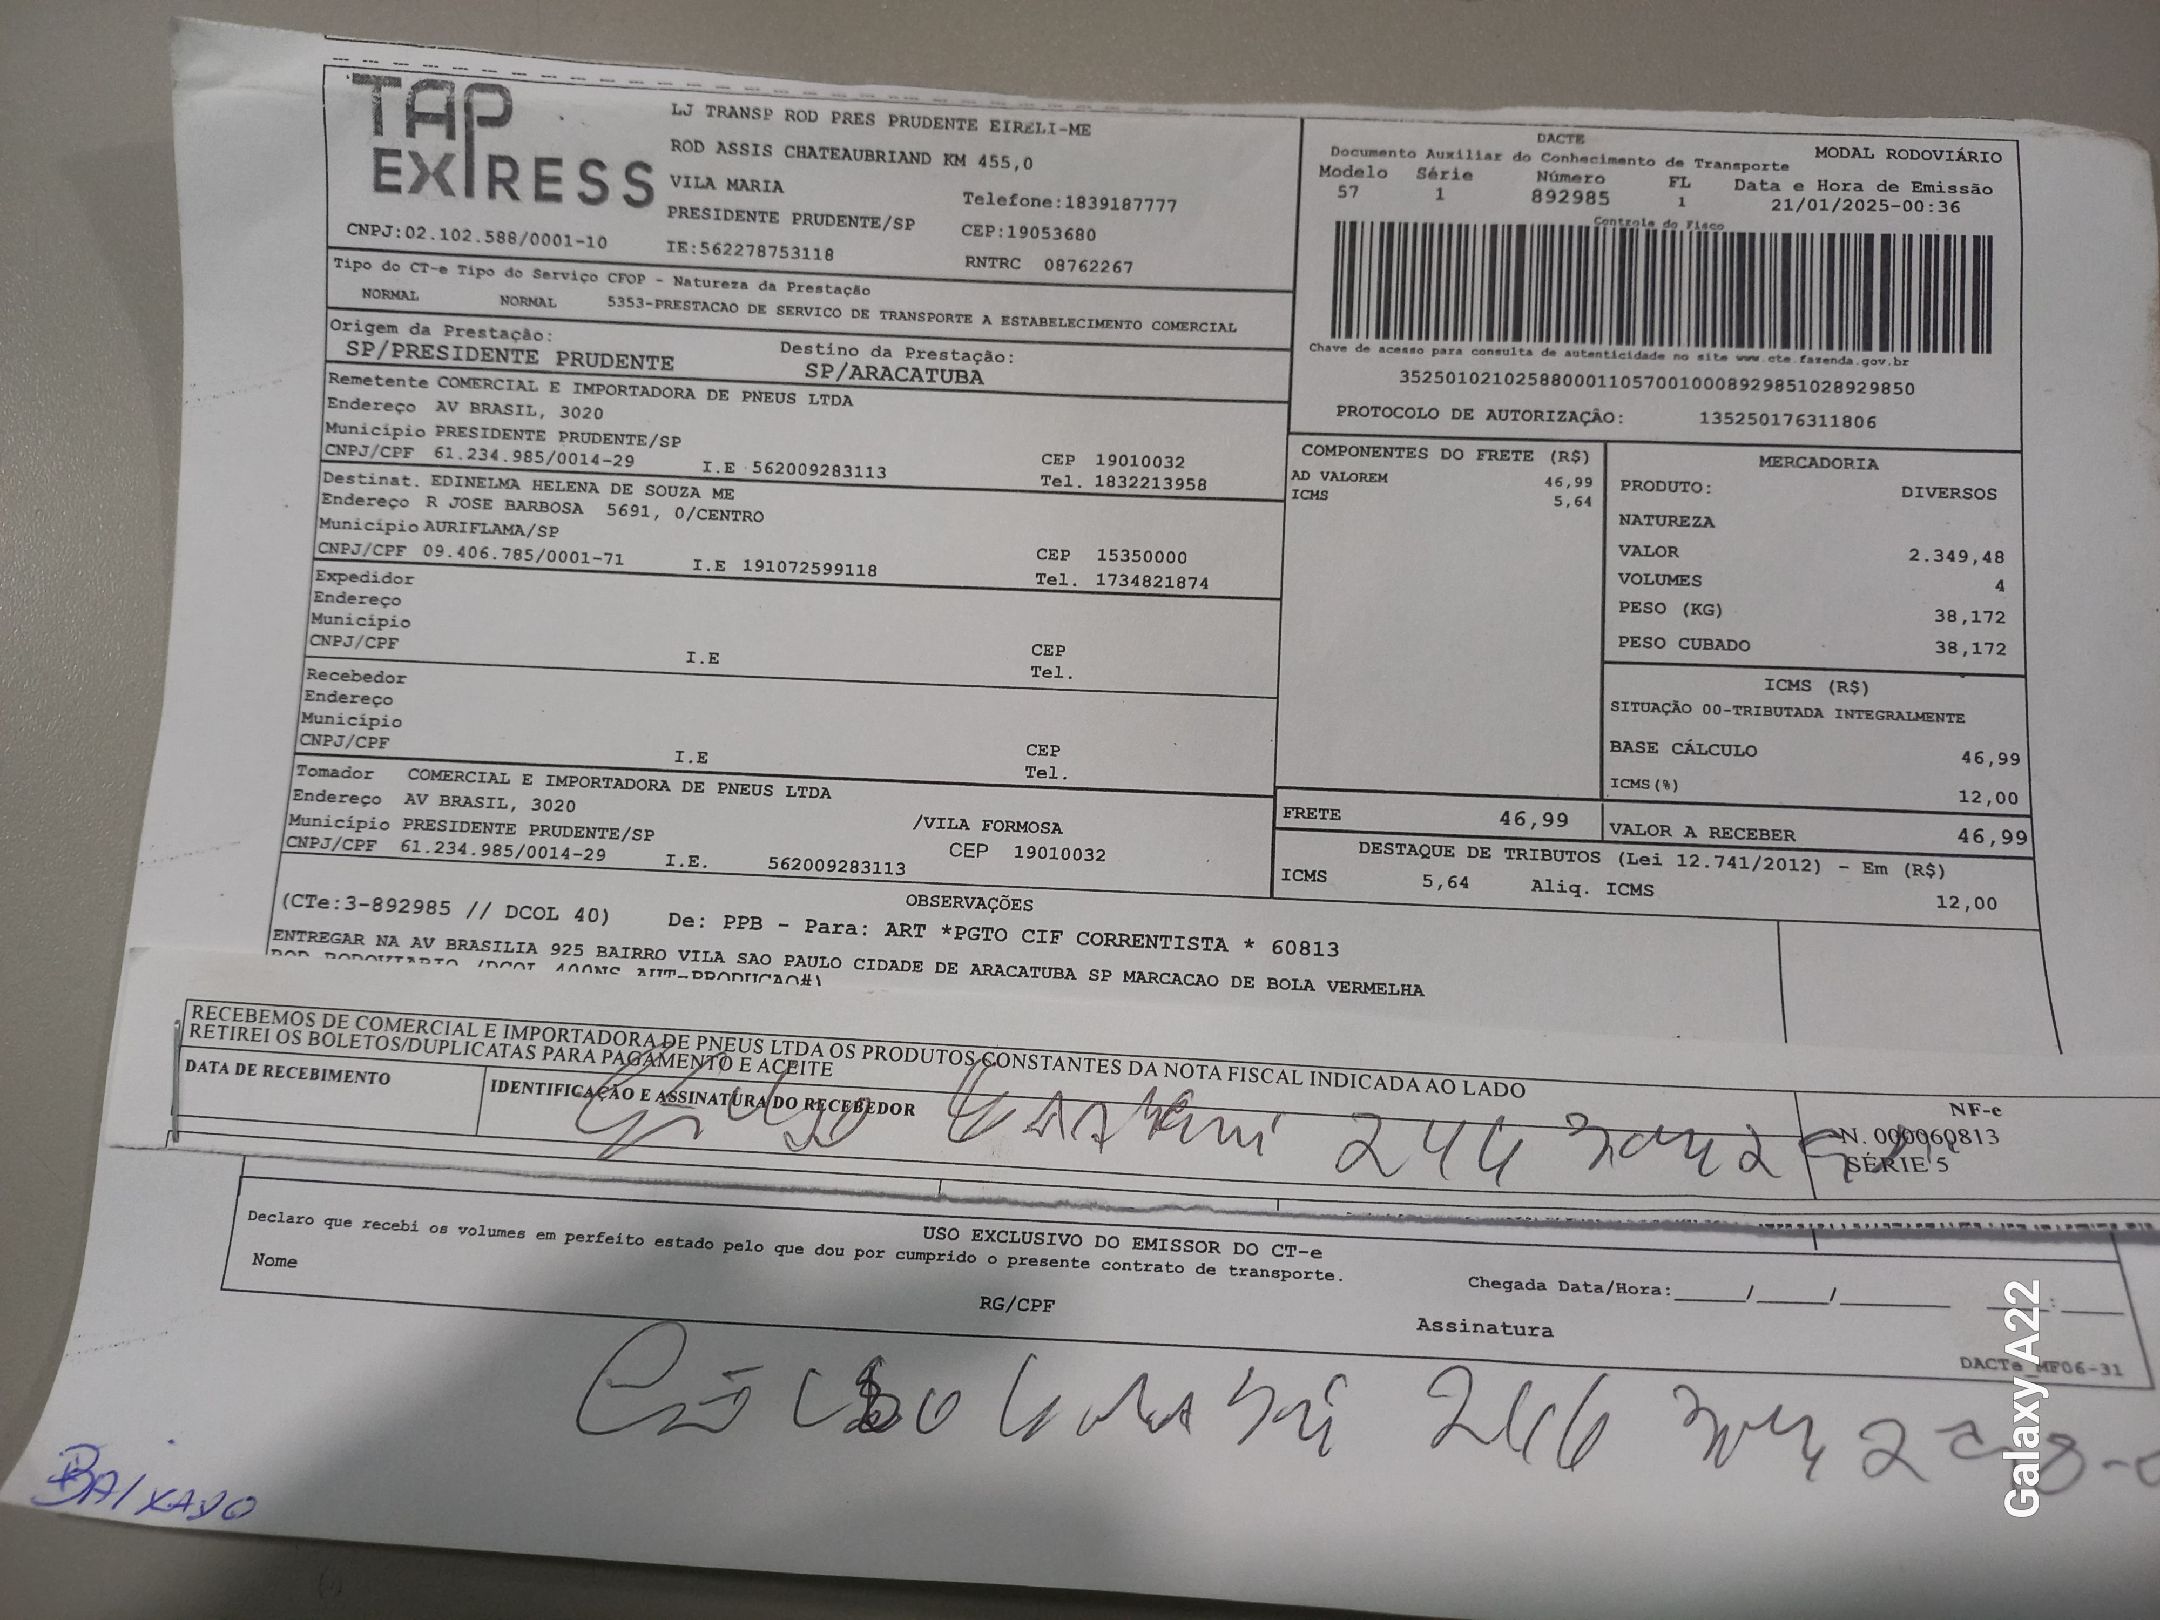 TAP EXPRESS
LJ TRANSP ROD PRES PRUDENTE EIRELI-ME
ROD ASSIS CHATEAUBRIAND KM 455,0
VILA MARIA
Telefone:1839187777
PRESIDENTE PRUDENTE/SP
CEP:19053680
CNPJ:02.102.588/0001-10
IE:562278753118
RNTRC 08762267
DACTE
Documento Auxiliar do Conhecimento de Transporte
MODAL RODOVIÁRIO
Modelo Série Número FL Data e Hora de Emissão
57 1 892985 1 21/01/2025-00:36
Controle do Fisco
Chave de acesso para consulta de autenticidade no site www.cte.fazenda.gov.br
35250102102588000110570010008929851028929850
PROTOCOLO DE AUTORIZAÇÃO: 135250176311806
Tipo do CT-e Tipo do Serviço CFOP - Natureza da Prestação
NORMAL NORMAL 5353-PRESTACAO DE SERVICO DE TRANSPORTE A ESTABELECIMENTO COMERCIAL
Origem da Prestação: Destino da Prestação:
SP/PRESIDENTE PRUDENTE SP/ARACATUBA
Remetente COMERCIAL E IMPORTADORA DE PNEUS LTDA
Endereço AV BRASIL, 3020
Município PRESIDENTE PRUDENTE/SP CEP 19010032
CNPJ/CPF 61.234.985/0014-29 I.E 562009283113 Tel. 1832213958
Destinat. EDINELMA HELENA DE SOUZA ME
Endereço R JOSE BARBOSA 5691, 0/CENTRO
Município AURIFLAMA/SP CEP 15350000
CNPJ/CPF 09.406.785/0001-71 I.E 191072599118 Tel. 1734821874
Expedidor
Endereço
Município CEP
CNPJ/CPF I.E Tel.
Recebedor
Endereço
Município CEP
CNPJ/CPF I.E Tel.
Tomador COMERCIAL E IMPORTADORA DE PNEUS LTDA
Endereço AV BRASIL, 3020 /VILA FORMOSA
Município PRESIDENTE PRUDENTE/SP CEP 19010032
CNPJ/CPF 61.234.985/0014-29 I.E. 562009283113
COMPONENTES DO FRETE (R$)
AD VALOREM 46,99
ICMS 5,64
MERCADORIA
PRODUTO: DIVERSOS
NATUREZA
VALOR 2.349,48
VOLUMES 4
PESO (KG) 38,172
PESO CUBADO 38,172
ICMS (R$)
SITUAÇÃO 00-TRIBUTADA INTEGRALMENTE
BASE CÁLCULO 46,99
ICMS(%) 12,00
FRETE 46,99 VALOR A RECEBER 46,99
DESTAQUE DE TRIBUTOS (Lei 12.741/2012) - Em (R$)
ICMS 5,64 Aliq. ICMS 12,00
OBSERVAÇÕES
(CTe:3-892985 // DCOL 40) De: PPB - Para: ART *PGTO CIF CORRENTISTA * 60813
ENTREGAR NA AV BRASILIA 925 BAIRRO VILA SAO PAULO CIDADE DE ARACATUBA SP MARCACAO DE BOLA VERMELHA
RECEBEMOS DE COMERCIAL E IMPORTADORA DE PNEUS LTDA OS PRODUTOS CONSTANTES DA NOTA FISCAL INDICADA AO LADO
RETIREI OS BOLETOS/DUPLICATAS PARA PAGAMENTO E ACEITE
DATA DE RECEBIMENTO
IDENTIFICAÇÃO E ASSINATURA DO RECEBEDOR
NF-e
N. 000060813
SÉRIE 5
USO EXCLUSIVO DO EMISSOR DO CT-e
Declaro que recebi os volumes em perfeito estado pelo que dou por cumprido o presente contrato de transporte.
Nome RG/CPF Assinatura
Chegada Data/Hora:_____/_____/_________ ____:____
DACTe_MF06-31
BAIXADO
Galaxy A22